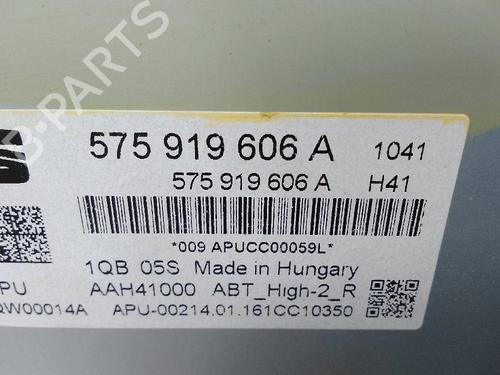 B-PARTS
575 919 606 A 1041
575 919 606 A H41
*009 APUCC00059L*
1QB 05S Made in Hungary
PU AAH41000 ABT_High-2_R
QW00014A APU-00214.01.161CC10350